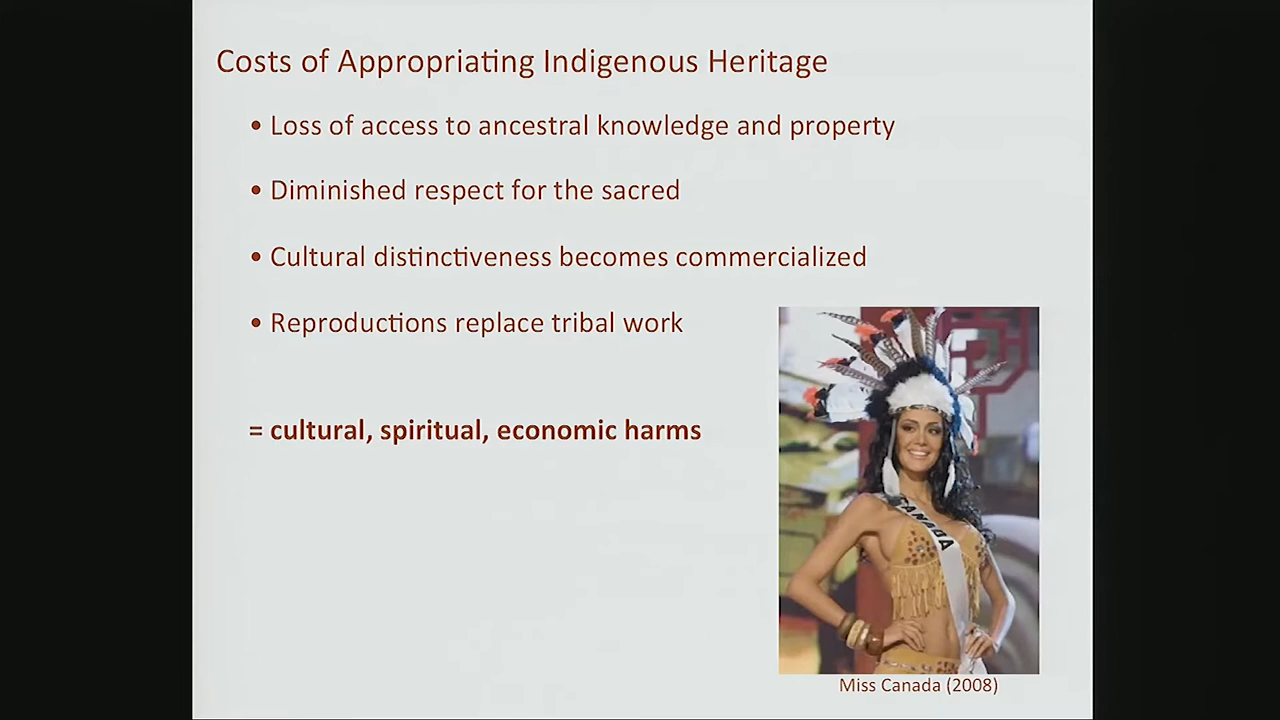 Costs of Appropriating Indigenous Heritage
• Loss of access to ancestral knowledge and property
• Diminished respect for the sacred
• Cultural distinctiveness becomes commercialized
• Reproductions replace tribal work
= cultural, spiritual, economic harms
CANADA
Miss Canada (2008)